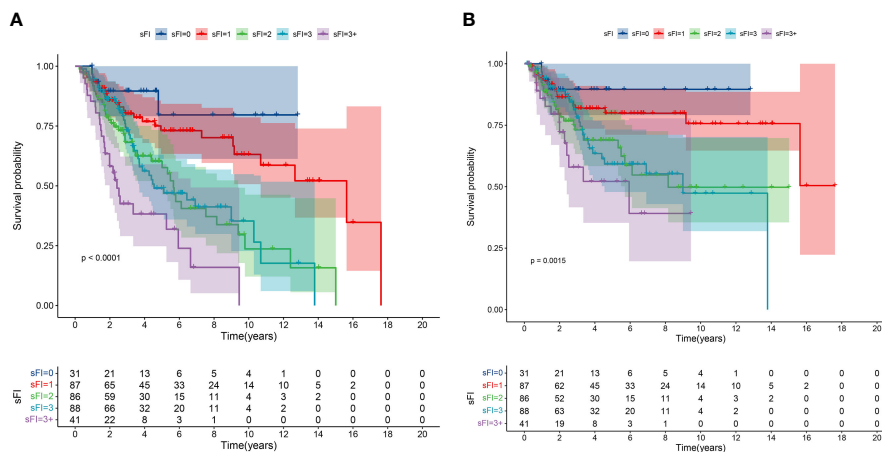 A
sFI sFI=0 sFI=1 sFI=2 sFI=3 sFI=3+
1.00
0.75
0.50
0.25
0.00
Survival probability
p < 0.0001
0 2 4 6 8 10 12 14 16 18 20
Time(years)
sFI
sFI=0 31 21 13 6 5 4 1 0 0 0 0
sFI=1 87 65 45 33 24 14 10 5 2 0 0
sFI=2 86 59 30 15 11 4 3 2 0 0 0
sFI=3 88 66 32 20 11 4 2 0 0 0 0
sFI=3+ 41 22 8 3 1 0 0 0 0 0 0
0 2 4 6 8 10 12 14 16 18 20
Time(years)
B
sFI sFI=0 sFI=1 sFI=2 sFI=3 sFI=3+
1.00
0.75
0.50
0.25
0.00
Survival probability
p = 0.0015
0 2 4 6 8 10 12 14 16 18 20
Time(years)
sFI
sFI=0 31 21 13 6 5 4 1 0 0 0 0
sFI=1 87 62 45 33 24 14 10 5 2 0 0
sFI=2 86 52 30 15 11 4 3 2 0 0 0
sFI=3 88 63 32 20 11 4 2 0 0 0 0
sFI=3+ 41 19 8 3 1 0 0 0 0 0 0
0 2 4 6 8 10 12 14 16 18 20
Time(years)